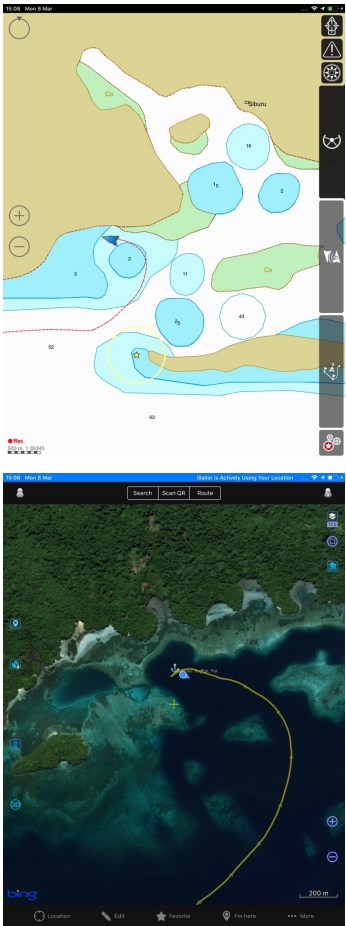 15:08 Mon 8 Mar
Co
Siburu
16
1₅
2
2
3
11
Co
2₅
43
52
63
Rec
500 m, 1:35345
15:08 Mon 8 Mar iSailor is Actively Using Your Location
Search Scan QR Route
3D
200 m
bing
Location Edit Favorite I'm here More